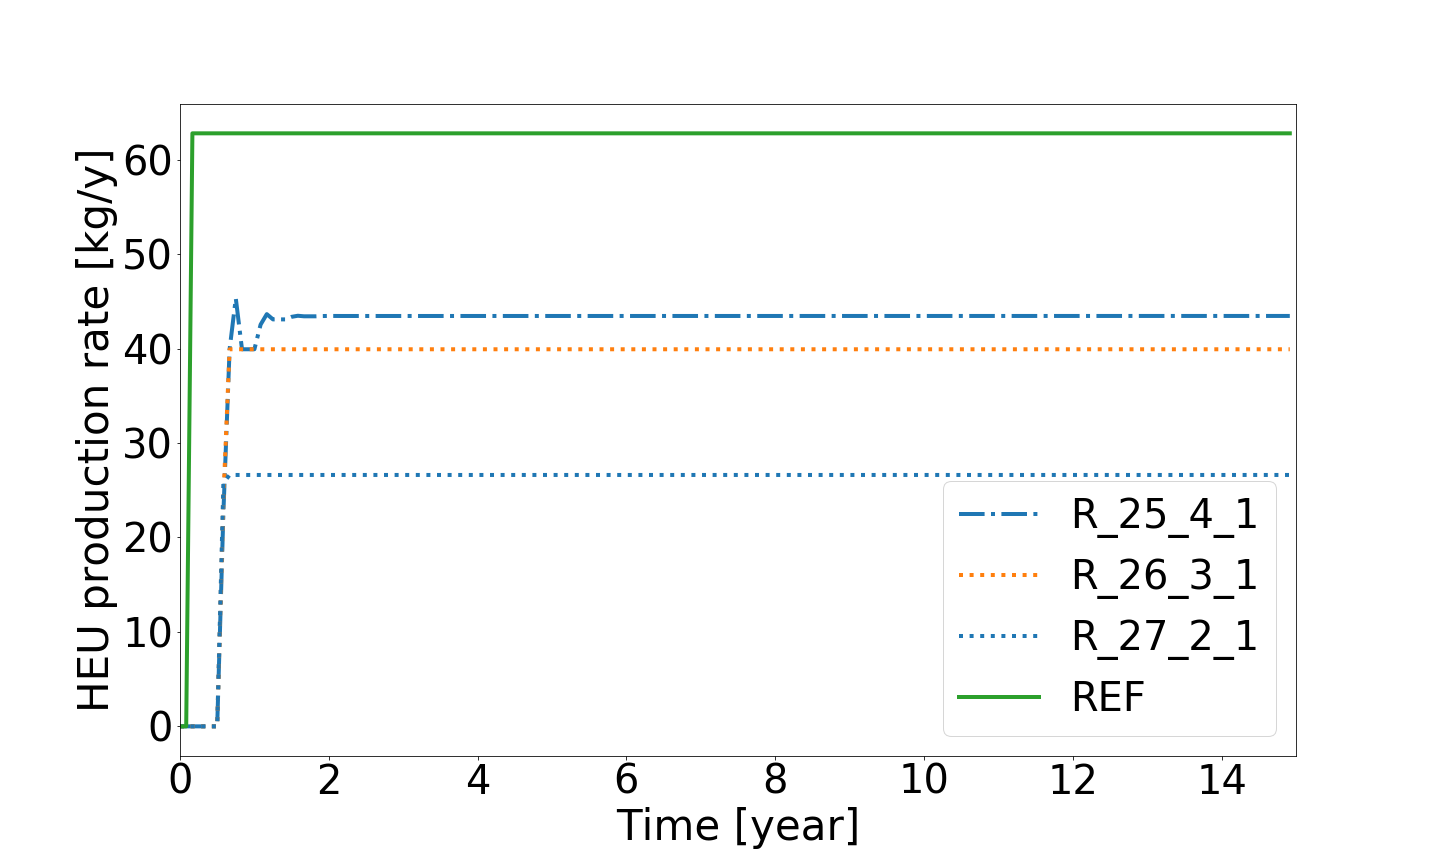 HEU production rate [kg/y]
60
50
40
30
20
10
0
R_25_4_1
R_26_3_1
R_27_2_1
REF
0 2 4 6 8 10 12 14
Time [year]